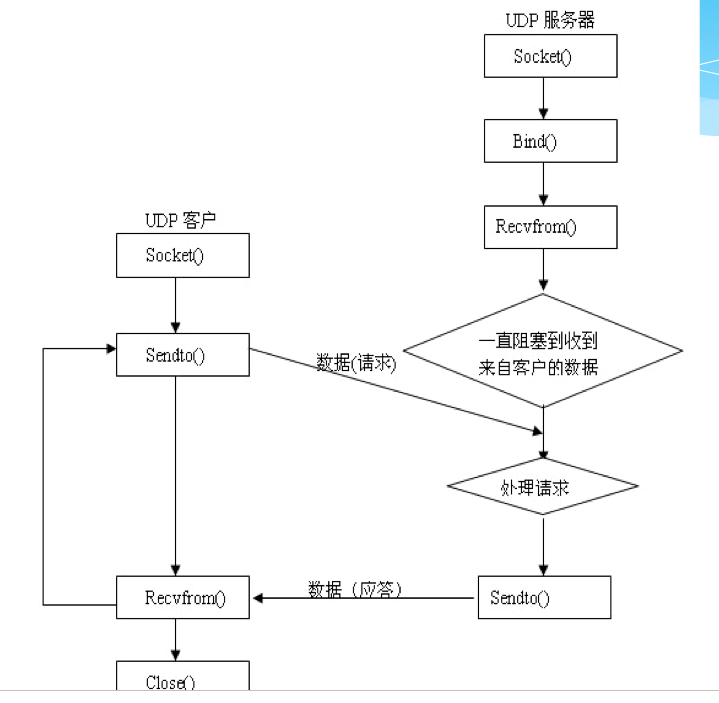 UDP 服务器
Socket()
Bind()
Recvfrom()
一直阻塞到收到
来自客户的数据
处理请求
Sendto()
UDP 客户
Socket()
Sendto()
数据(请求)
数据（应答）
Recvfrom()
Close()